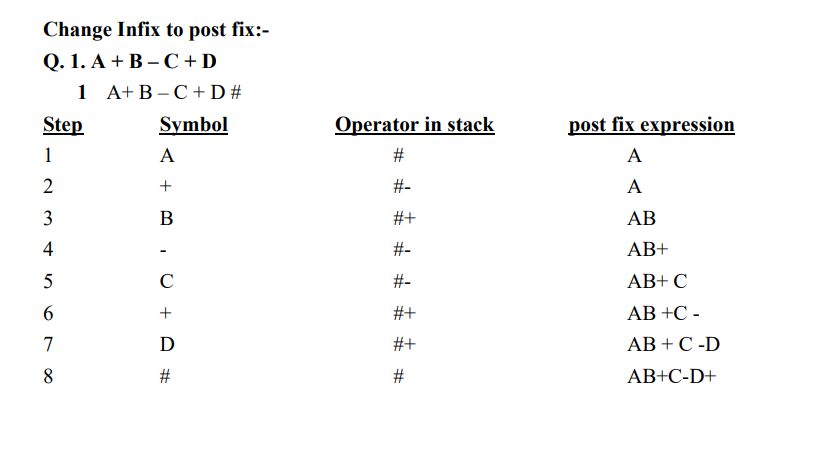 Change Infix to post fix:-
Q. 1. A + B – C + D
1 A+ B – C + D #
Step Symbol Operator in stack post fix expression
1 A # A
2 + #- A
3 B #+ AB
4 - #- AB+
5 C #- AB+ C
6 + #+ AB +C -
7 D #+ AB + C -D
8 # # AB+C-D+